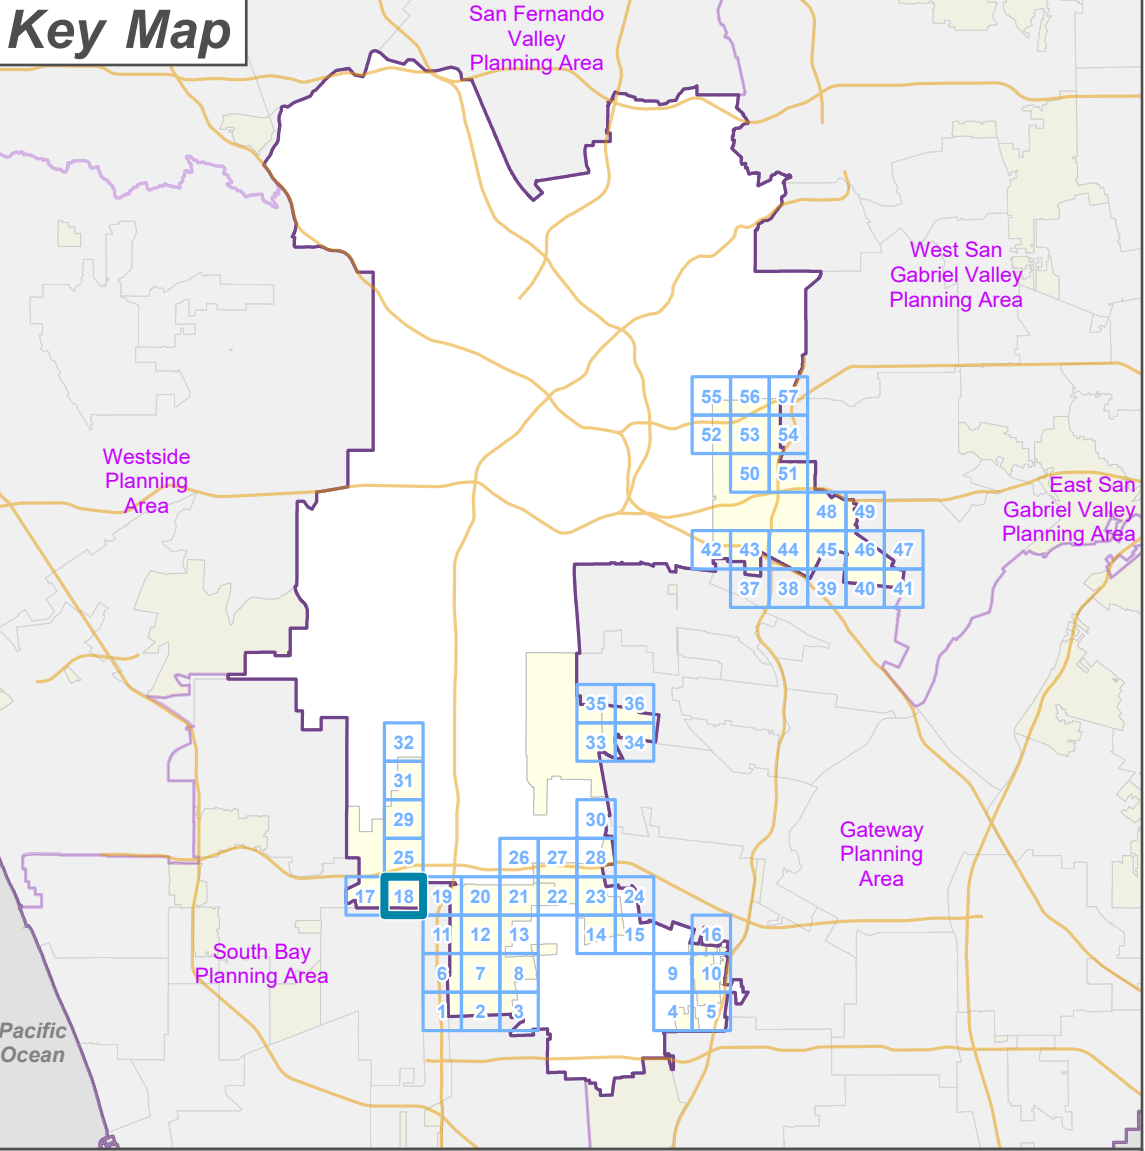 Key Map
San Fernando
Valley
Planning Area
West San
Gabriel Valley
Planning Area
55 56 57
52 53 54
Westside
Planning
Area
50 51
East San
Gabriel Valley
Planning Area
48 49
42 43 44 45 46 47
37 38 39 40 41
35 36
32 33 34
31
29 30
Gateway
Planning
Area
25 26 27 28
17 18 19 20 21 22 23 24
11 12 13 14 15 16
South Bay
Planning Area
6 7 8 9 10
1 2 3 4 5
Pacific
Ocean